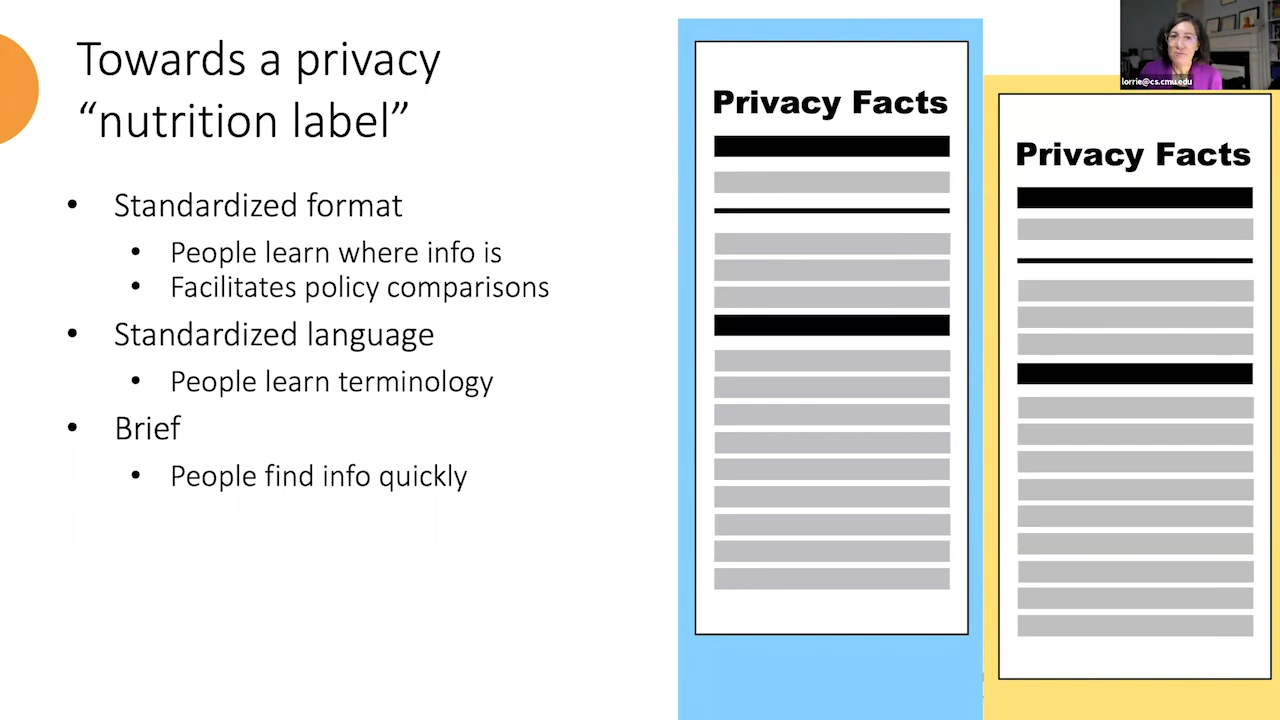 Towards a privacy
“nutrition label”
• Standardized format
• People learn where info is
• Facilitates policy comparisons
• Standardized language
• People learn terminology
• Brief
• People find info quickly
Privacy Facts
Privacy Facts
lorrie@cs.cmu.edu